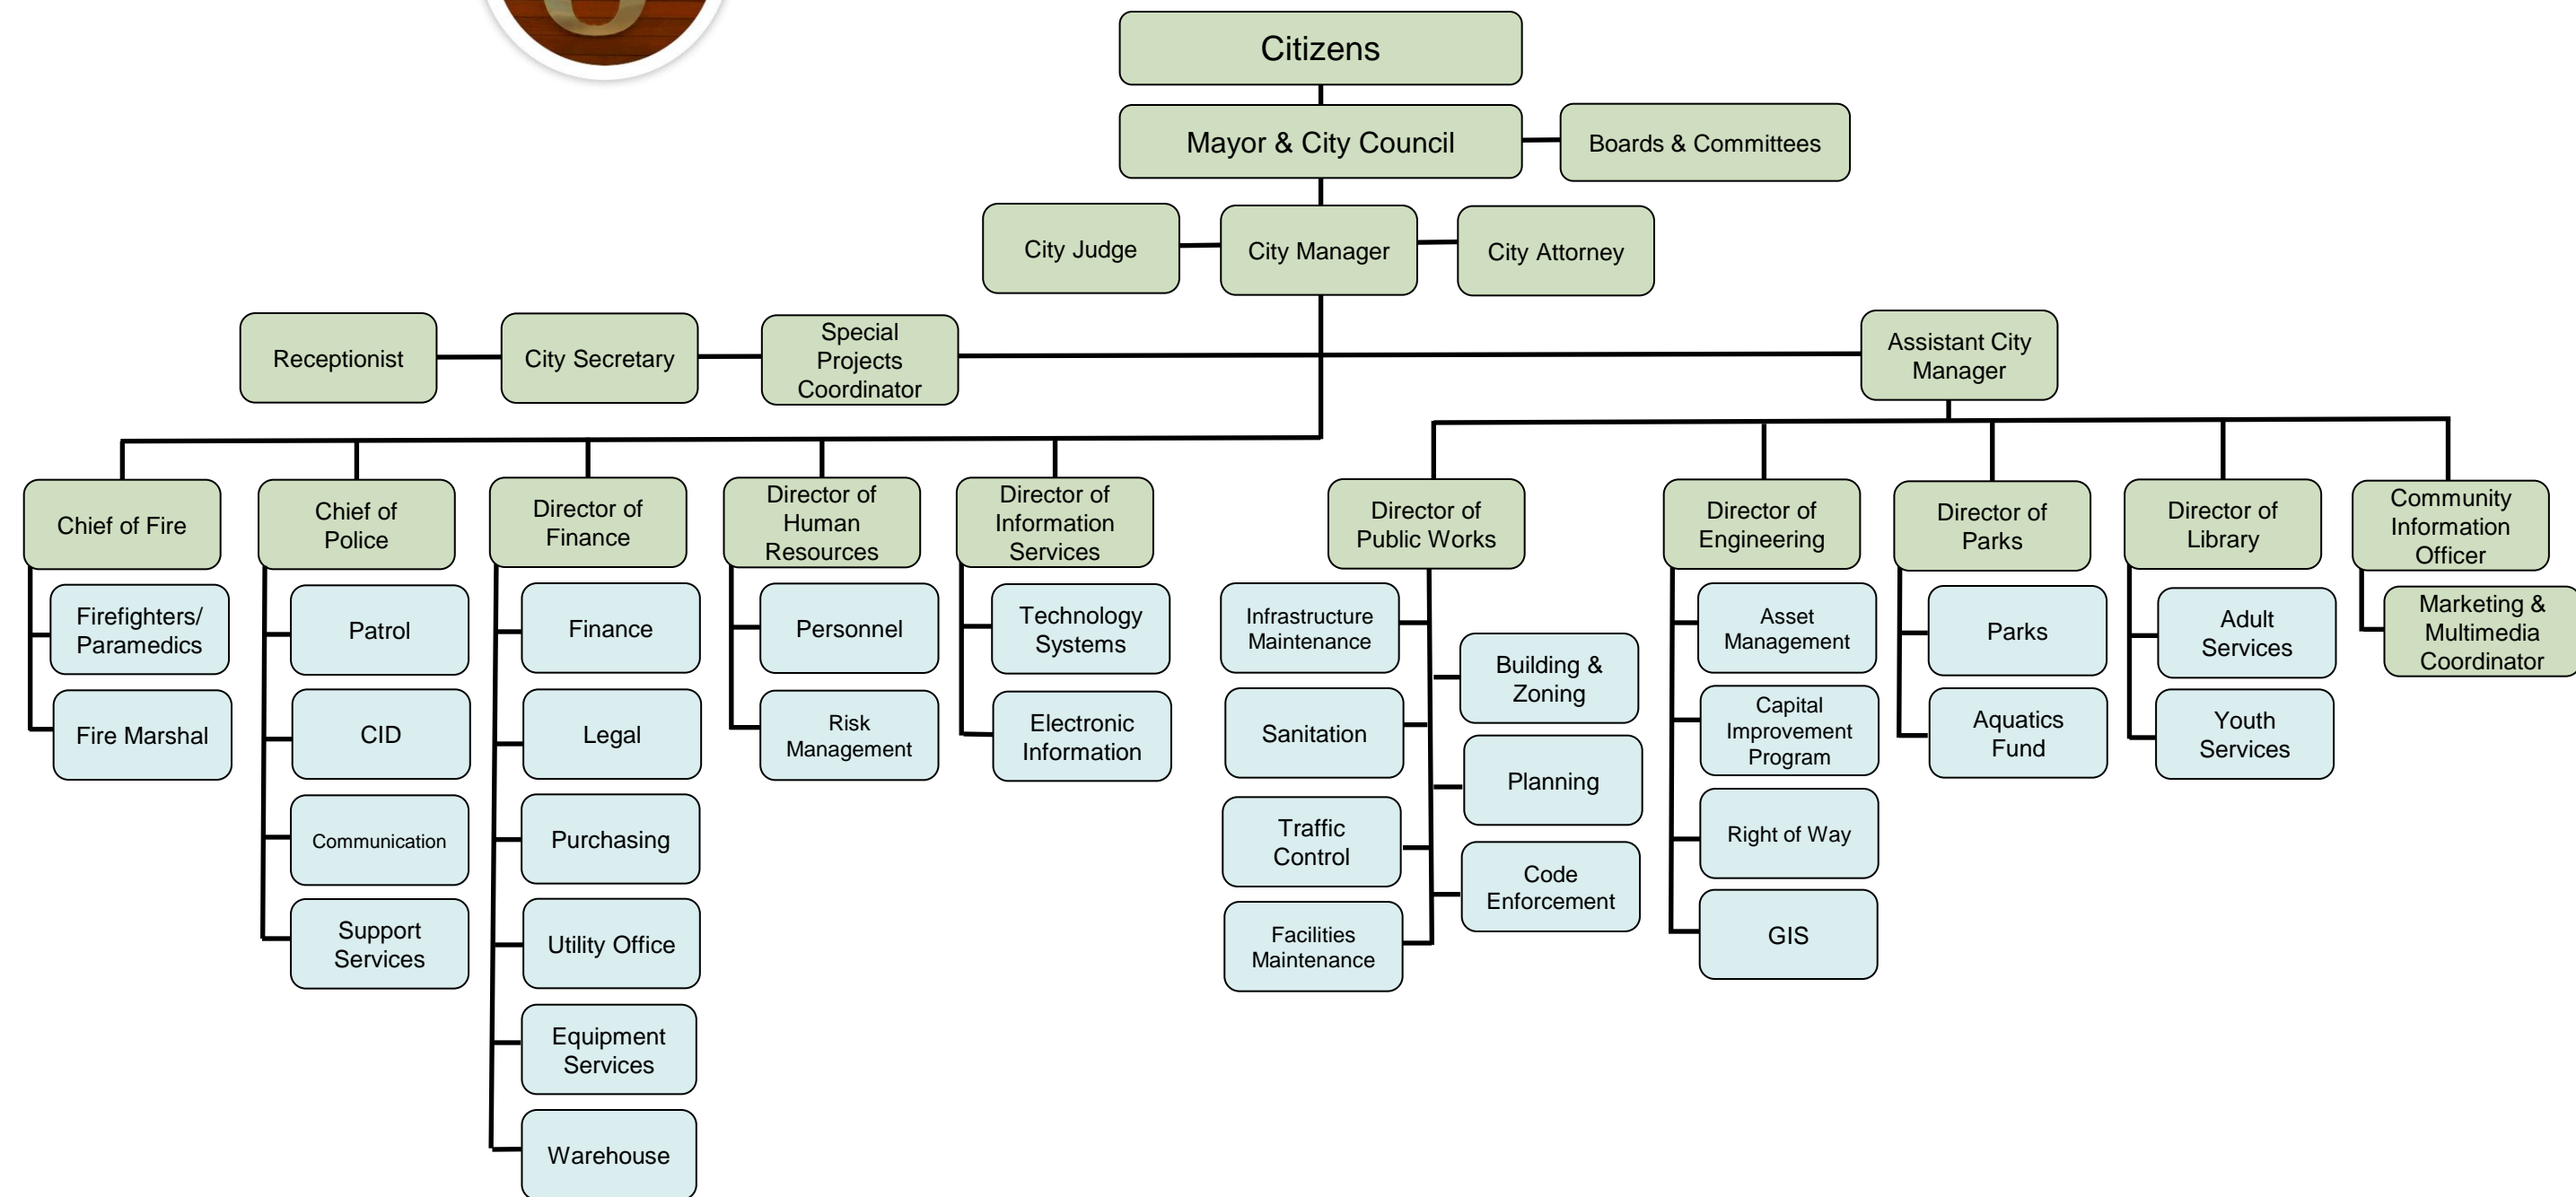 Citizens
Mayor & City Council
Boards & Committees
City Judge
City Manager
City Attorney
Receptionist
City Secretary
Special
Projects
Coordinator
Assistant City
Manager
Chief of Fire
Firefighters/
Paramedics
Fire Marshal
Chief of
Police
Patrol
CID
Communication
Support
Services
Director of
Finance
Finance
Legal
Purchasing
Utility Office
Equipment
Services
Warehouse
Director of
Human
Resources
Personnel
Risk
Management
Director of
Information
Services
Technology
Systems
Electronic
Information
Director of
Public Works
Infrastructure
Maintenance
Sanitation
Traffic
Control
Facilities
Maintenance
Building &
Zoning
Planning
Code
Enforcement
Director of
Engineering
Asset
Management
Capital
Improvement
Program
Right of Way
GIS
Director of
Parks
Parks
Aquatics
Fund
Director of
Library
Adult
Services
Youth
Services
Community
Information
Officer
Marketing &
Multimedia
Coordinator